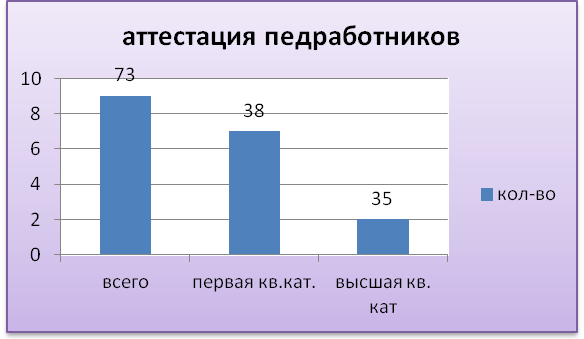 аттестация педработников
10
8
6
4
2
0
73
38
35
всего
первая кв.кат.
высшая кв.
кат
кол-во